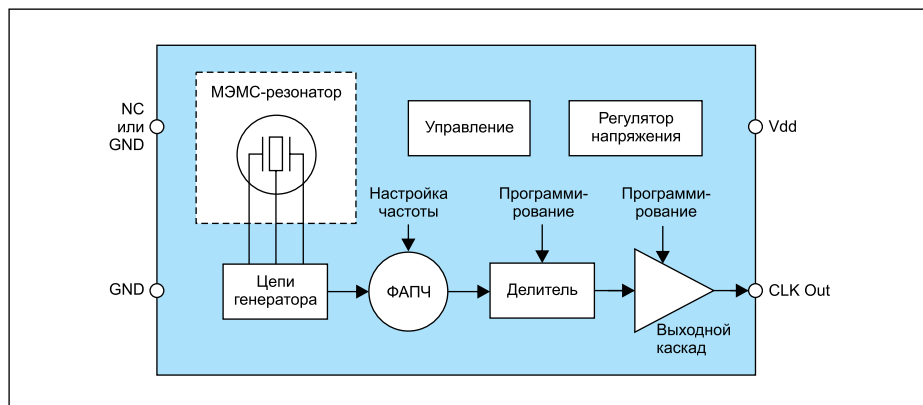 МЭМС-резонатор
NC
или
GND
Управление
Регулятор
напряжения
Vdd
Настройка
частоты
Программи-
рование
Программи-
рование
GND
Цепи
генератора
ФАПЧ
Делитель
CLK Out
Выходной
каскад